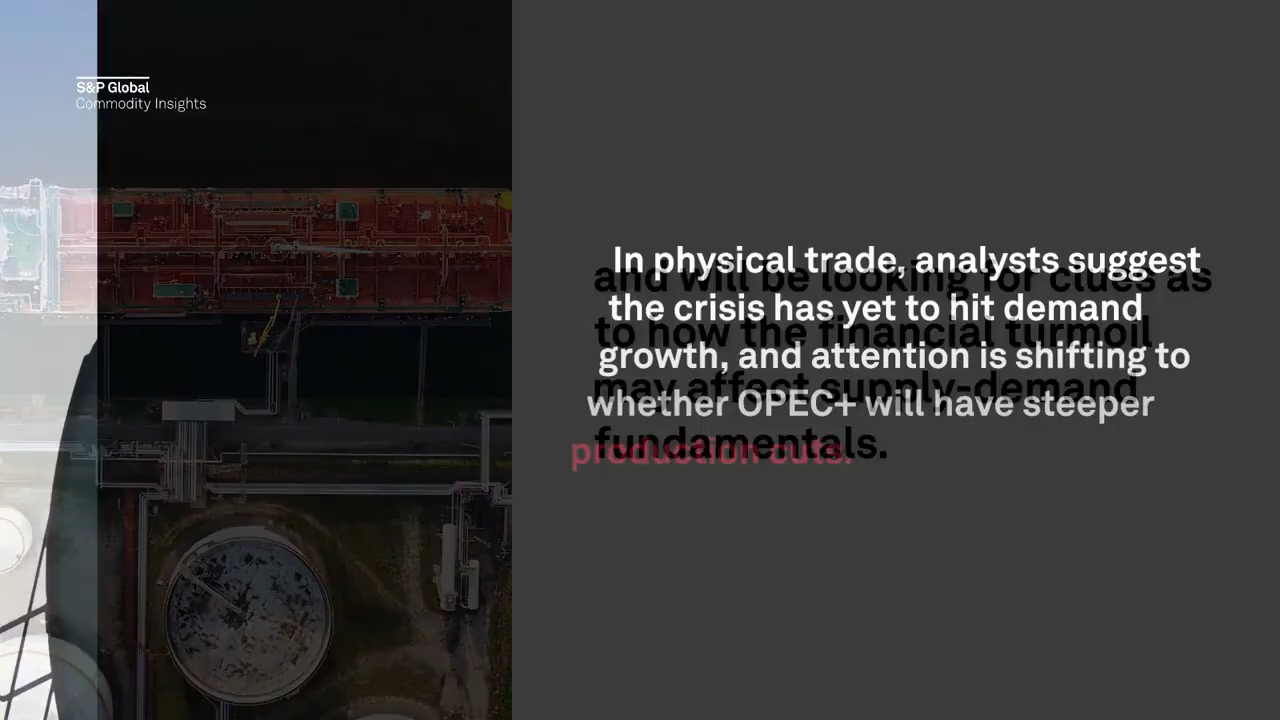 S&P Global
Commodity Insights
In physical trade, analysts suggest
the crisis has yet to hit demand
growth, and attention is shifting to
whether OPEC+ will have steeper
production cuts.
and will be looking for clues as
to how the financial turmoil
may affect supply-demand
fundamentals.